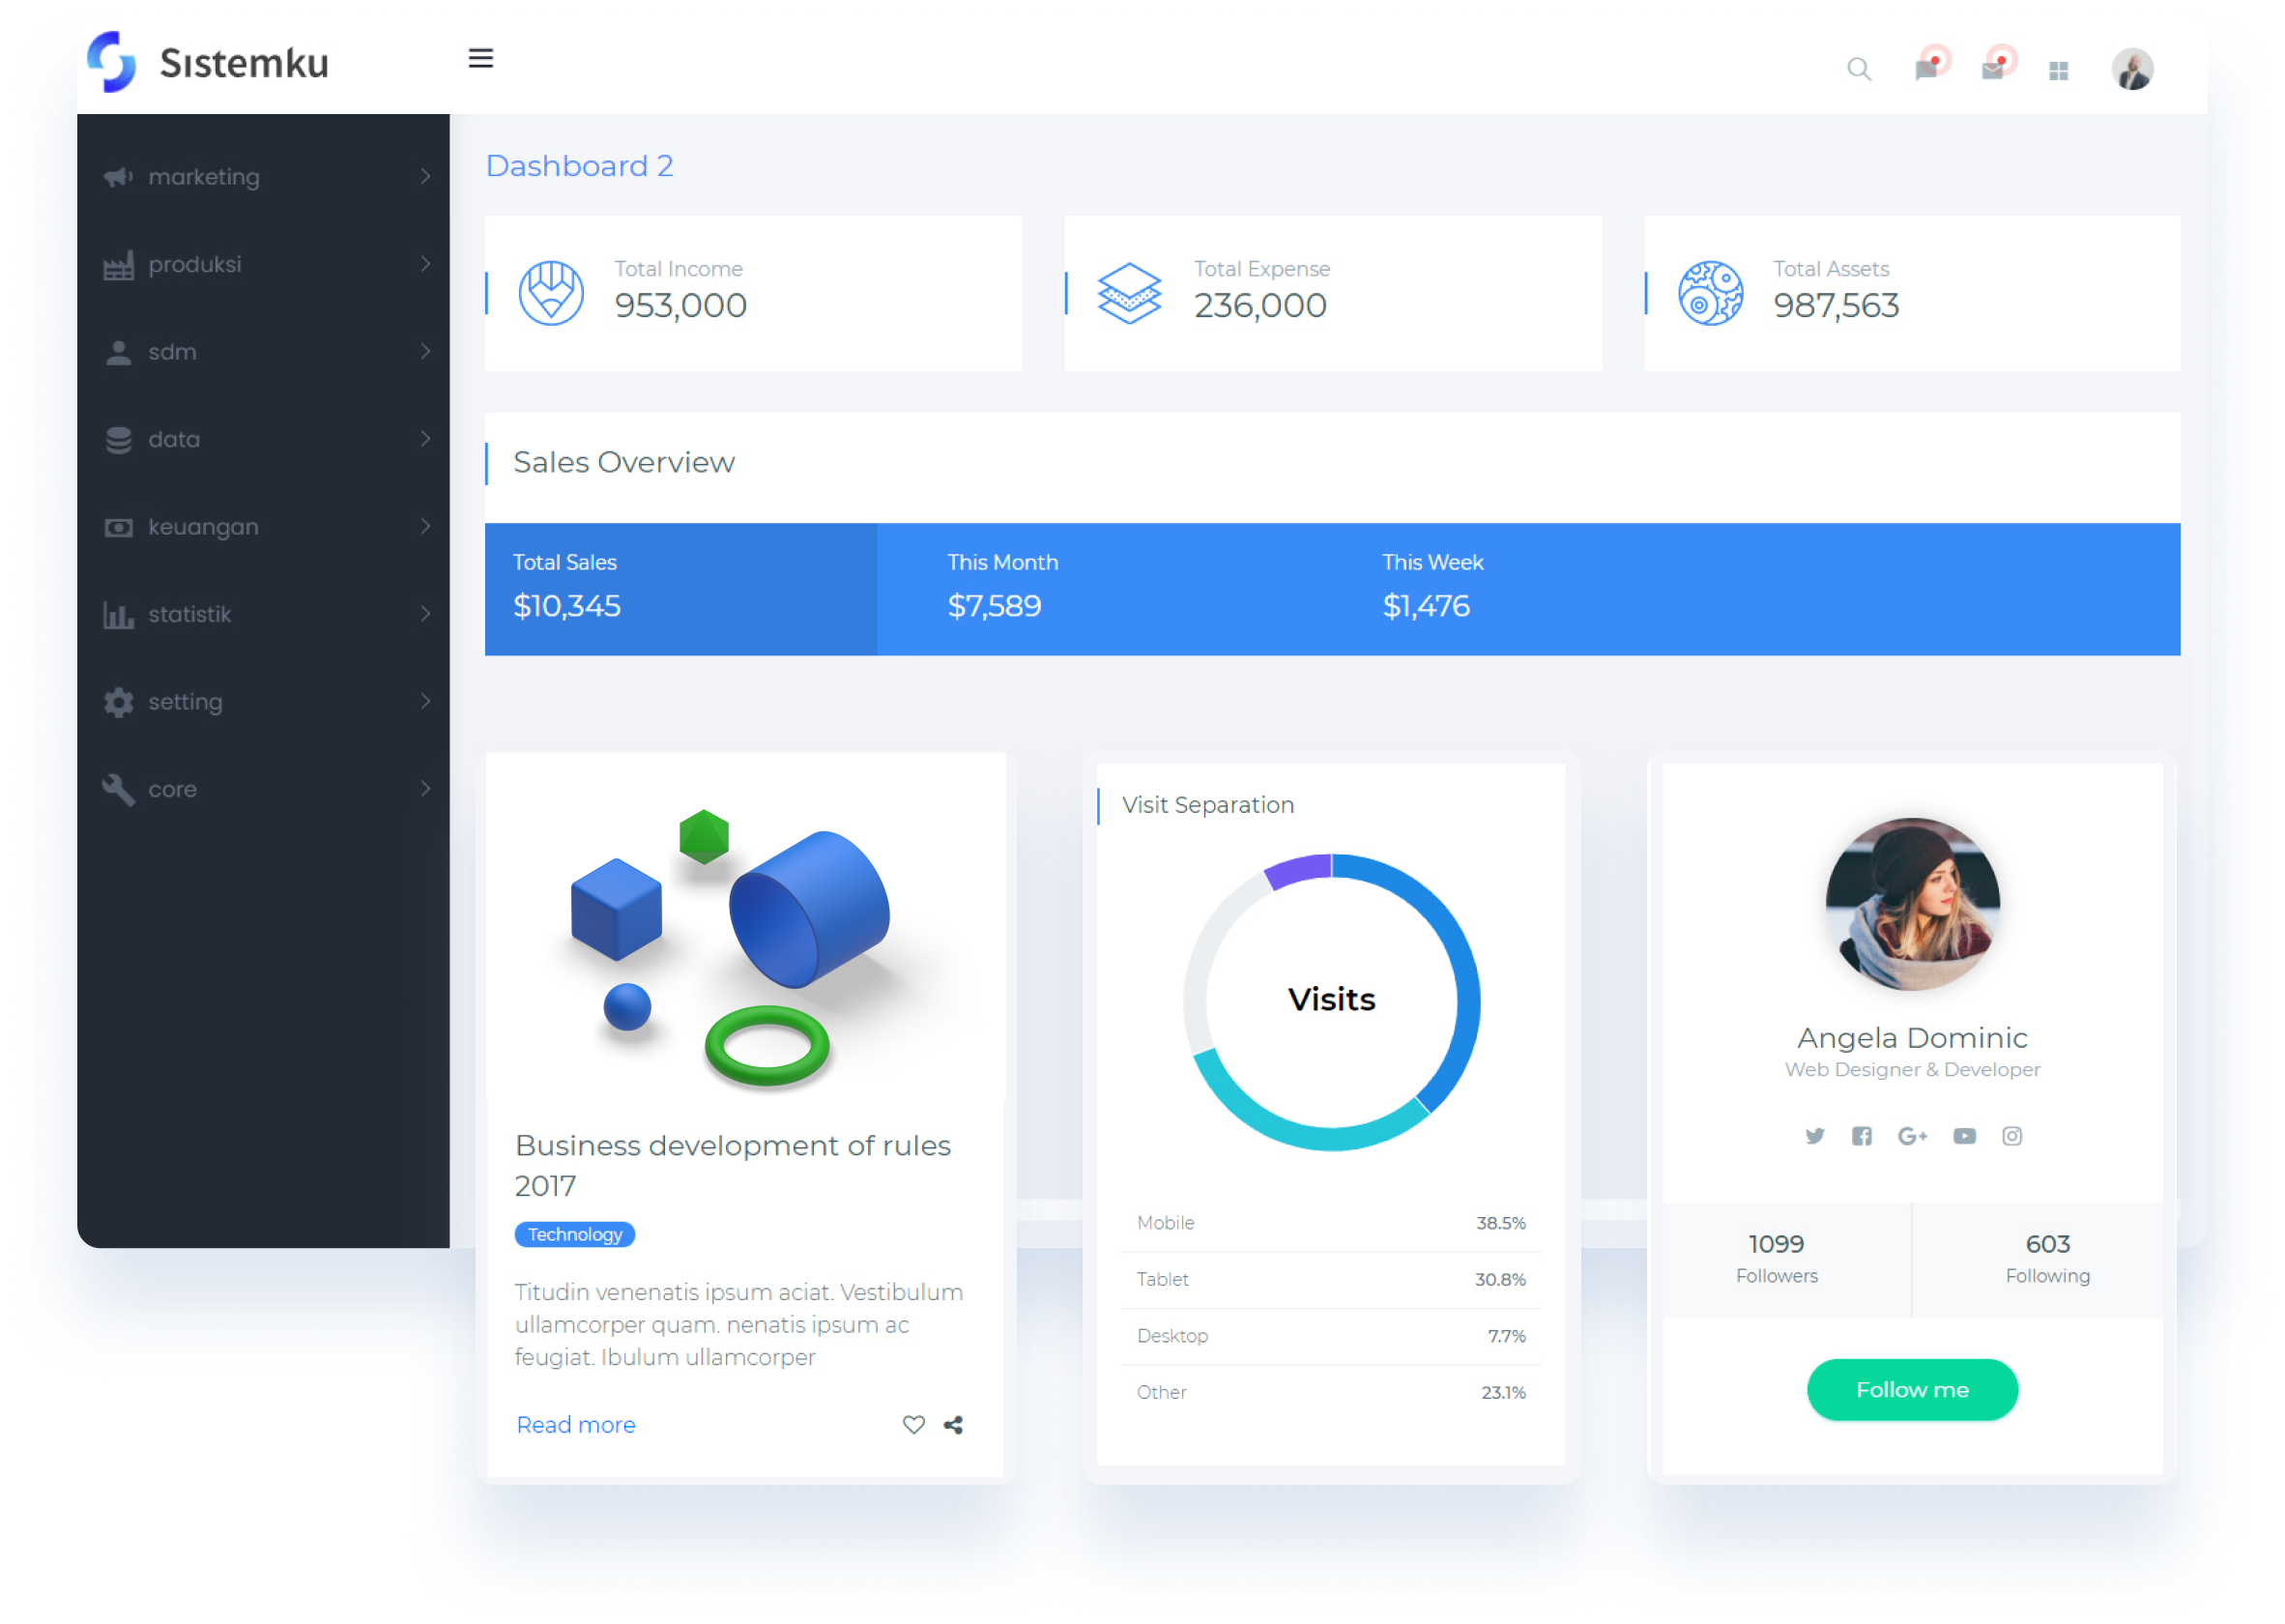 Sıstemku
marketing
produksi
sdm
data
keuangan
statistik
setting
core
Dashboard 2
Total Income
953,000
Total Expense
236,000
Total Assets
987,563
Sales Overview
Total Sales
$10,345
This Month
$7,589
This Week
$1,476
Business development of rules
2017
Technology
Titudin venenatis ipsum aciat. Vestibulum
ullamcorper quam. nenatis ipsum ac
feugiat. Ibulum ullamcorper
Read more
Visit Separation
Visits
Mobile 38.5%
Tablet 30.8%
Desktop 7.7%
Other 23.1%
Angela Dominic
Web Designer & Developer
G+
1099
Followers
603
Following
Follow me